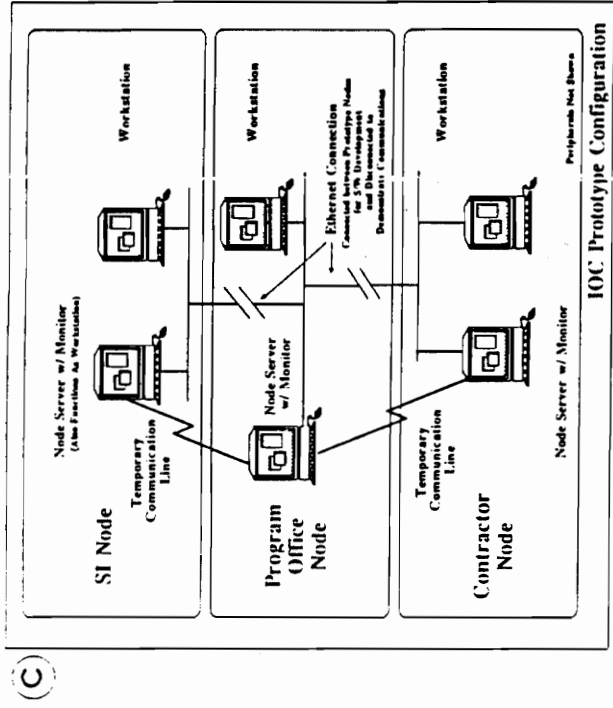 C
SI Node
Node Server w/ Monitor
(Also Functions As Workstation)
Workstation
Temporary
Communication
Line
Program
Office
Node
Node Server
w/ Monitor
Workstation
Ethernet Connection
Connected between Prototype Nodes
for S/W Development
and Disconnected to
Demonstrate Communications
Contractor
Node
Temporary
Communication
Line
Workstation
Node Server w/ Monitor
Peripherals Not Shown
IOC Prototype Configuration